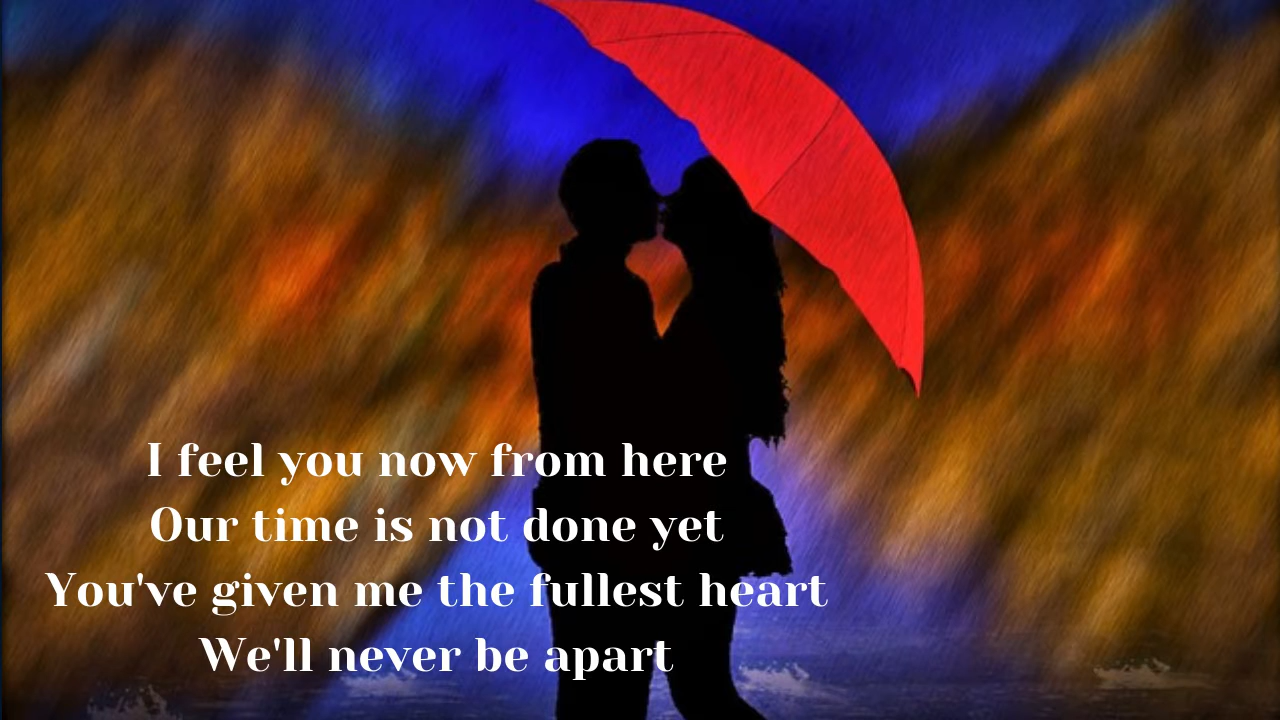 I feel you now from here
Our time is not done yet
You've given me the fullest heart
We'll never be apart